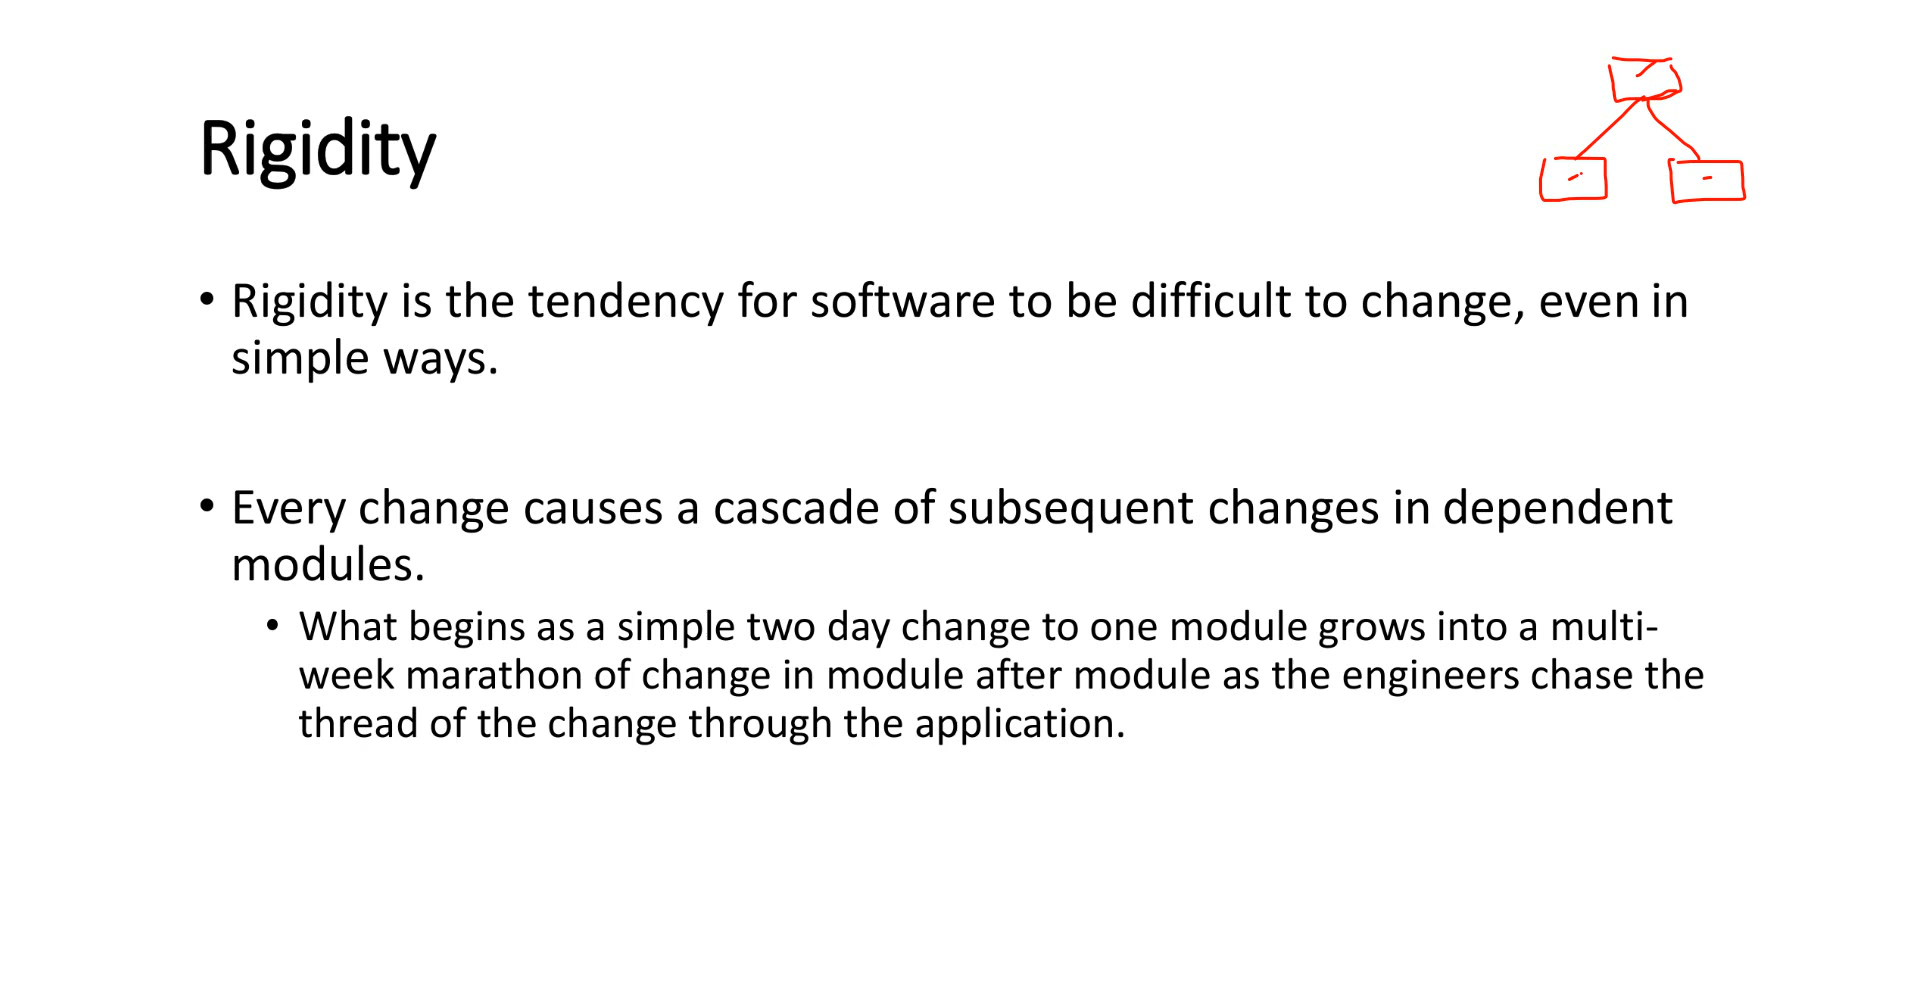 Rigidity
• Rigidity is the tendency for software to be difficult to change, even in
simple ways.
• Every change causes a cascade of subsequent changes in dependent
modules.
• What begins as a simple two day change to one module grows into a multi-
week marathon of change in module after module as the engineers chase the
thread of the change through the application.